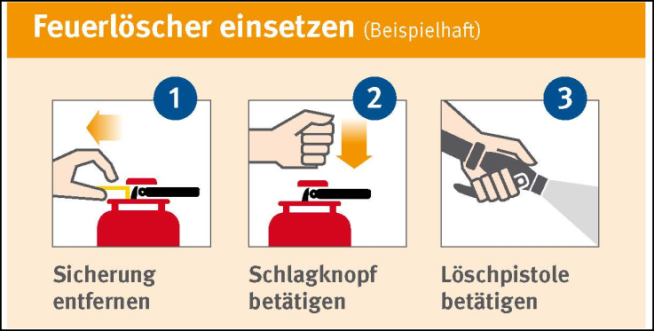 Feuerlöscher einsetzen (Beispielhaft)
1
2
3
Sicherung
entfernen
Schlagknopf
betätigen
Löschpistole
betätigen